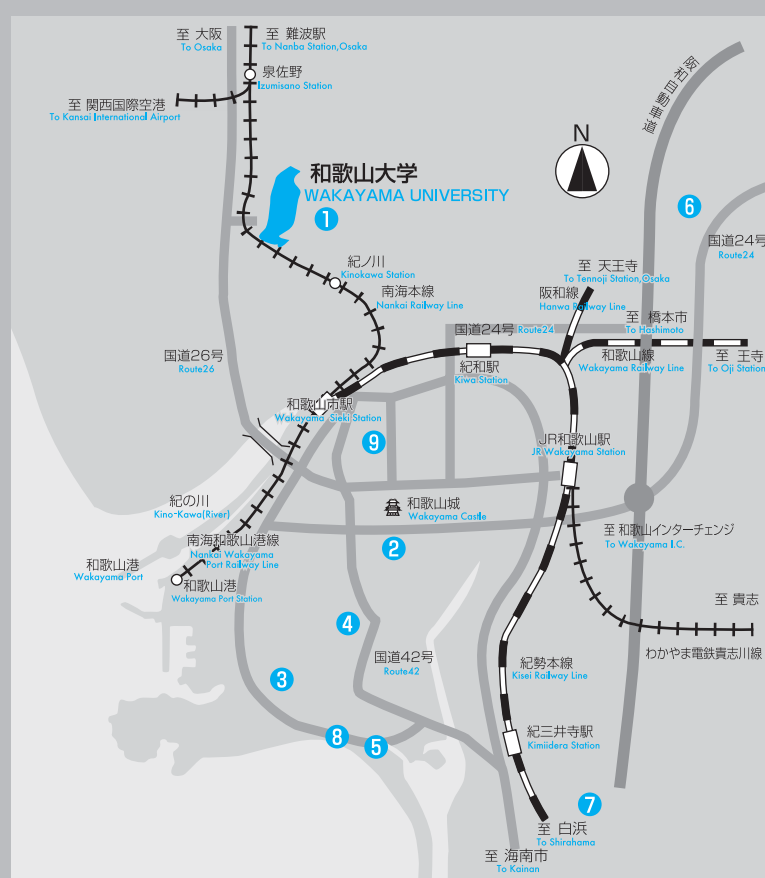 至 大阪
To Osaka
至 難波駅
To Nanba Station,Osaka
泉佐野
Izumisano Station
至 関西国際空港
To Kansai International Airport
阪和自動車道
N
和歌山大学
WAKAYAMA UNIVERSITY
1
6
国道24号
Route24
紀ノ川
Kinokawa Station
至 天王寺
To Tennoji Station,Osaka
南海本線
Nankai Railway Line
阪和線
Hanwa Railway Line
至 橋本市
To Hashimoto
国道24号 Route24
国道26号
Route26
紀和駅
Kiwa Station
和歌山線
Wakayama Railway Line
至 王寺
To Oji Station
和歌山市駅
Wakayama Sieki Station
9
JR和歌山駅
JR Wakayama Station
紀の川
Kino-Kawa(River)
和歌山城
Wakayama Castle
南海和歌山港線
Nankai Wakayama
Port Railway Line
2
至 和歌山インターチェンジ
To Wakayama I.C.
和歌山港
Wakayama Port
和歌山港
Wakayama Port Station
至 貴志
4
わかやま電鉄貴志川線
国道42号
Route42
紀勢本線
Kisei Railway Line
3
紀三井寺駅
Kimiidera Station
8
5
7
至 白浜
To Shirahama
至 海南市
To Kainan